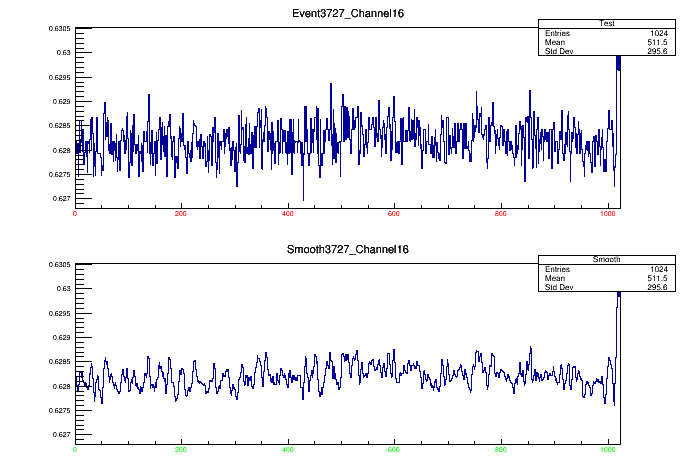 Event3727_Channel16
Test
Entries 1024
Mean 511.5
Std Dev 295.6
0.6305
0.63
0.6295
0.629
0.6285
0.628
0.6275
0.627
0 200 400 600 800 1000
Smooth3727_Channel16
Smooth
Entries 1024
Mean 511.5
Std Dev 295.6
0.6305
0.63
0.6295
0.629
0.6285
0.628
0.6275
0.627
0 200 400 600 800 1000